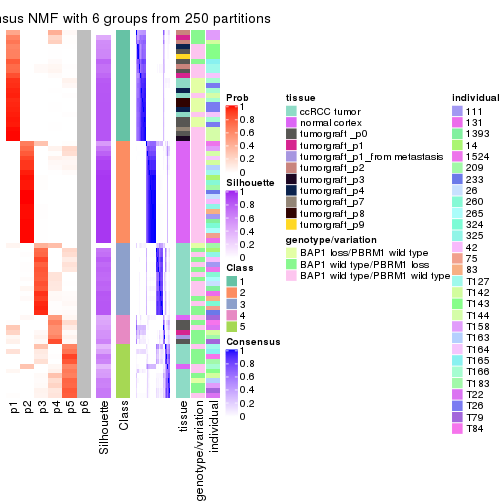 sus NMF with 6 groups from 250 partitions
Prob
1
0.8
0.6
0.4
0.2
0
Silhouette
1
0.8
0.6
0.4
0.2
0
Class
1
2
3
4
5
Consensus
1
0.8
0.6
0.4
0.2
0
tissue
ccRCC tumor
normal cortex
tumorgraft_p0
tumorgraft_p1
tumorgraft_p1_from metastasis
tumorgraft_p2
tumorgraft_p3
tumorgraft_p4
tumorgraft_p7
tumorgraft_p8
tumorgraft_p9
genotype/variation
BAP1 loss/PBRM1 wild type
BAP1 wild type/PBRM1 loss
BAP1 wild type/PBRM1 wild type
individual
111
131
1393
14
1524
209
233
26
260
265
324
325
42
75
83
T127
T142
T143
T144
T158
T163
T164
T165
T166
T183
T22
T26
T79
T84
p1
p2
p3
p4
p5
p6
Silhouette
Class
tissue
genotype/variation
individual